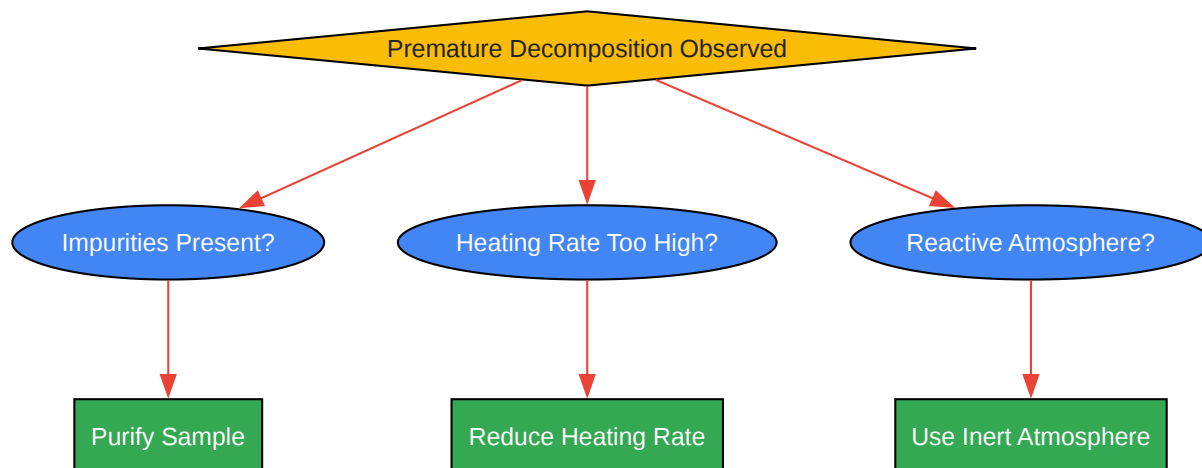 Premature Decomposition Observed
Impurities Present?
Heating Rate Too High?
Reactive Atmosphere?
Purify Sample
Reduce Heating Rate
Use Inert Atmosphere